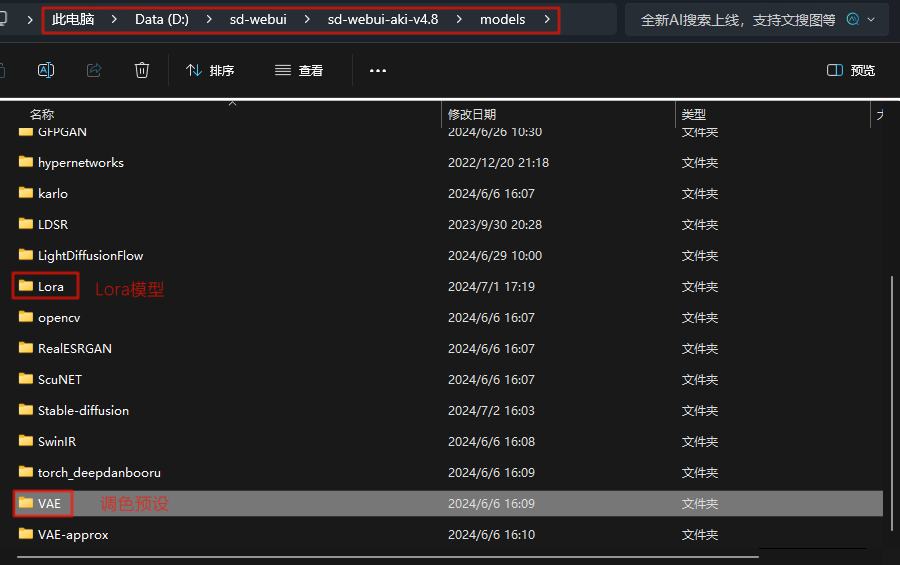 此电脑 > Data (D:) > sd-webui > sd-webui-aki-v4.8 > models >
全新AI搜索上线，支持文搜图等
排序 查看 预览
名称 修改日期 类型
GFPGAN 2024/6/26 10:30 文件夹
hypernetworks 2022/12/20 21:18 文件夹
karlo 2024/6/6 16:07 文件夹
LDSR 2023/9/30 20:28 文件夹
LightDiffusionFlow 2024/6/29 10:00 文件夹
Lora Lora模型 2024/7/1 17:19 文件夹
opencv 2024/6/6 16:07 文件夹
RealESRGAN 2024/6/6 16:07 文件夹
ScuNET 2024/6/6 16:07 文件夹
Stable-diffusion 2024/7/2 16:03 文件夹
SwinIR 2024/6/6 16:08 文件夹
torch_deepdanbooru 2024/6/6 16:09 文件夹
VAE 调色预设 2024/6/6 16:09 文件夹
VAE-approx 2024/6/6 16:10 文件夹